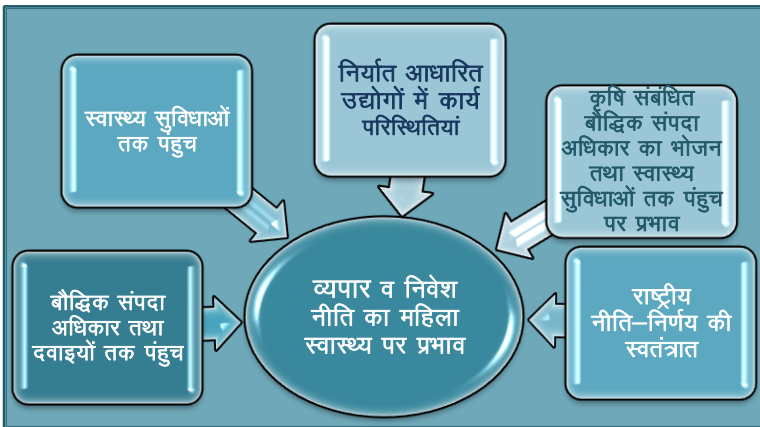 स्वास्थ्य सुविधाओं
तक पंहुच
निर्यात आधारित
उद्योगों में कार्य
परिस्थितियां
कृषि संबंधित
बौद्धिक संपदा
अधिकार का भोजन
तथा स्वास्थ्य
सुविधाओं तक पंहुच
पर प्रभाव
बौद्धिक संपदा
अधिकार तथा
दवाइयों तक पंहुच
व्यपार व निवेश
नीति का महिला
स्वास्थ्य पर प्रभाव
राष्ट्रीय
नीति–निर्णय की
स्वतंत्रात